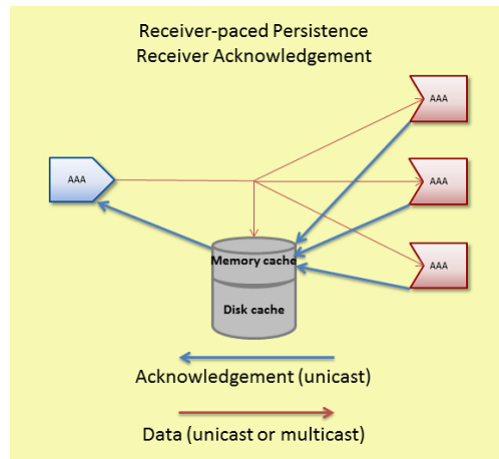 Receiver-paced Persistence
Receiver Acknowledgement
AAA
AAA
AAA
AAA
Memory cache
Disk cache
Acknowledgement (unicast)
Data (unicast or multicast)